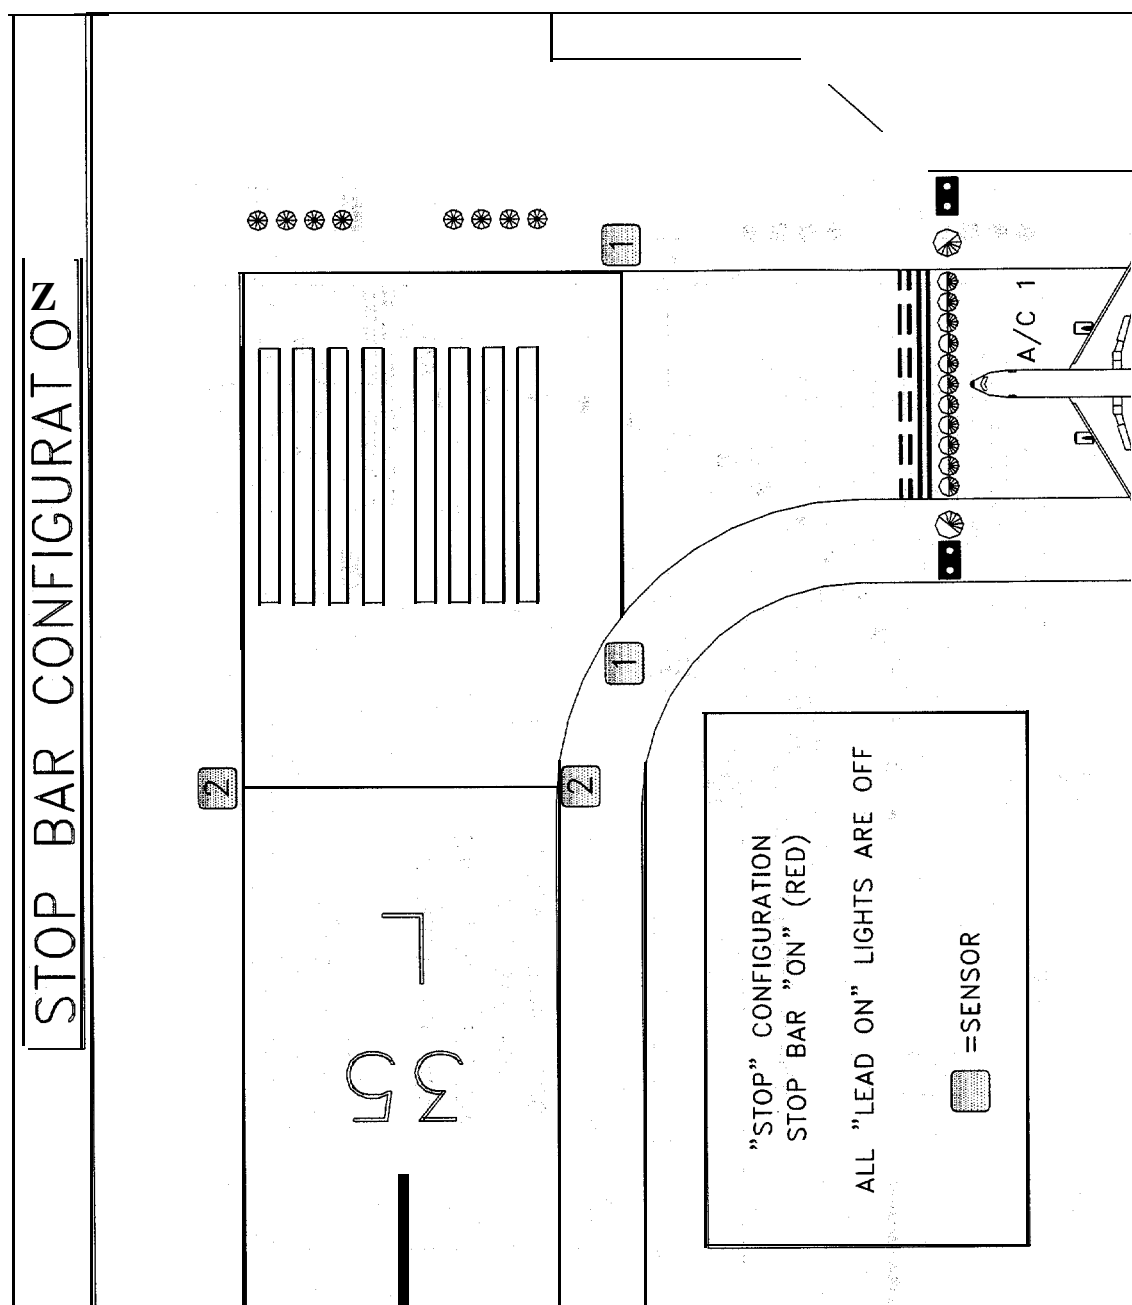 STOP BAR CONFIGURAT OZ
1
A/C 1
1
2
2
L
35
"STOP" CONFIGURATION
STOP BAR "ON" (RED)
ALL "LEAD ON" LIGHTS ARE OFF
=SENSOR